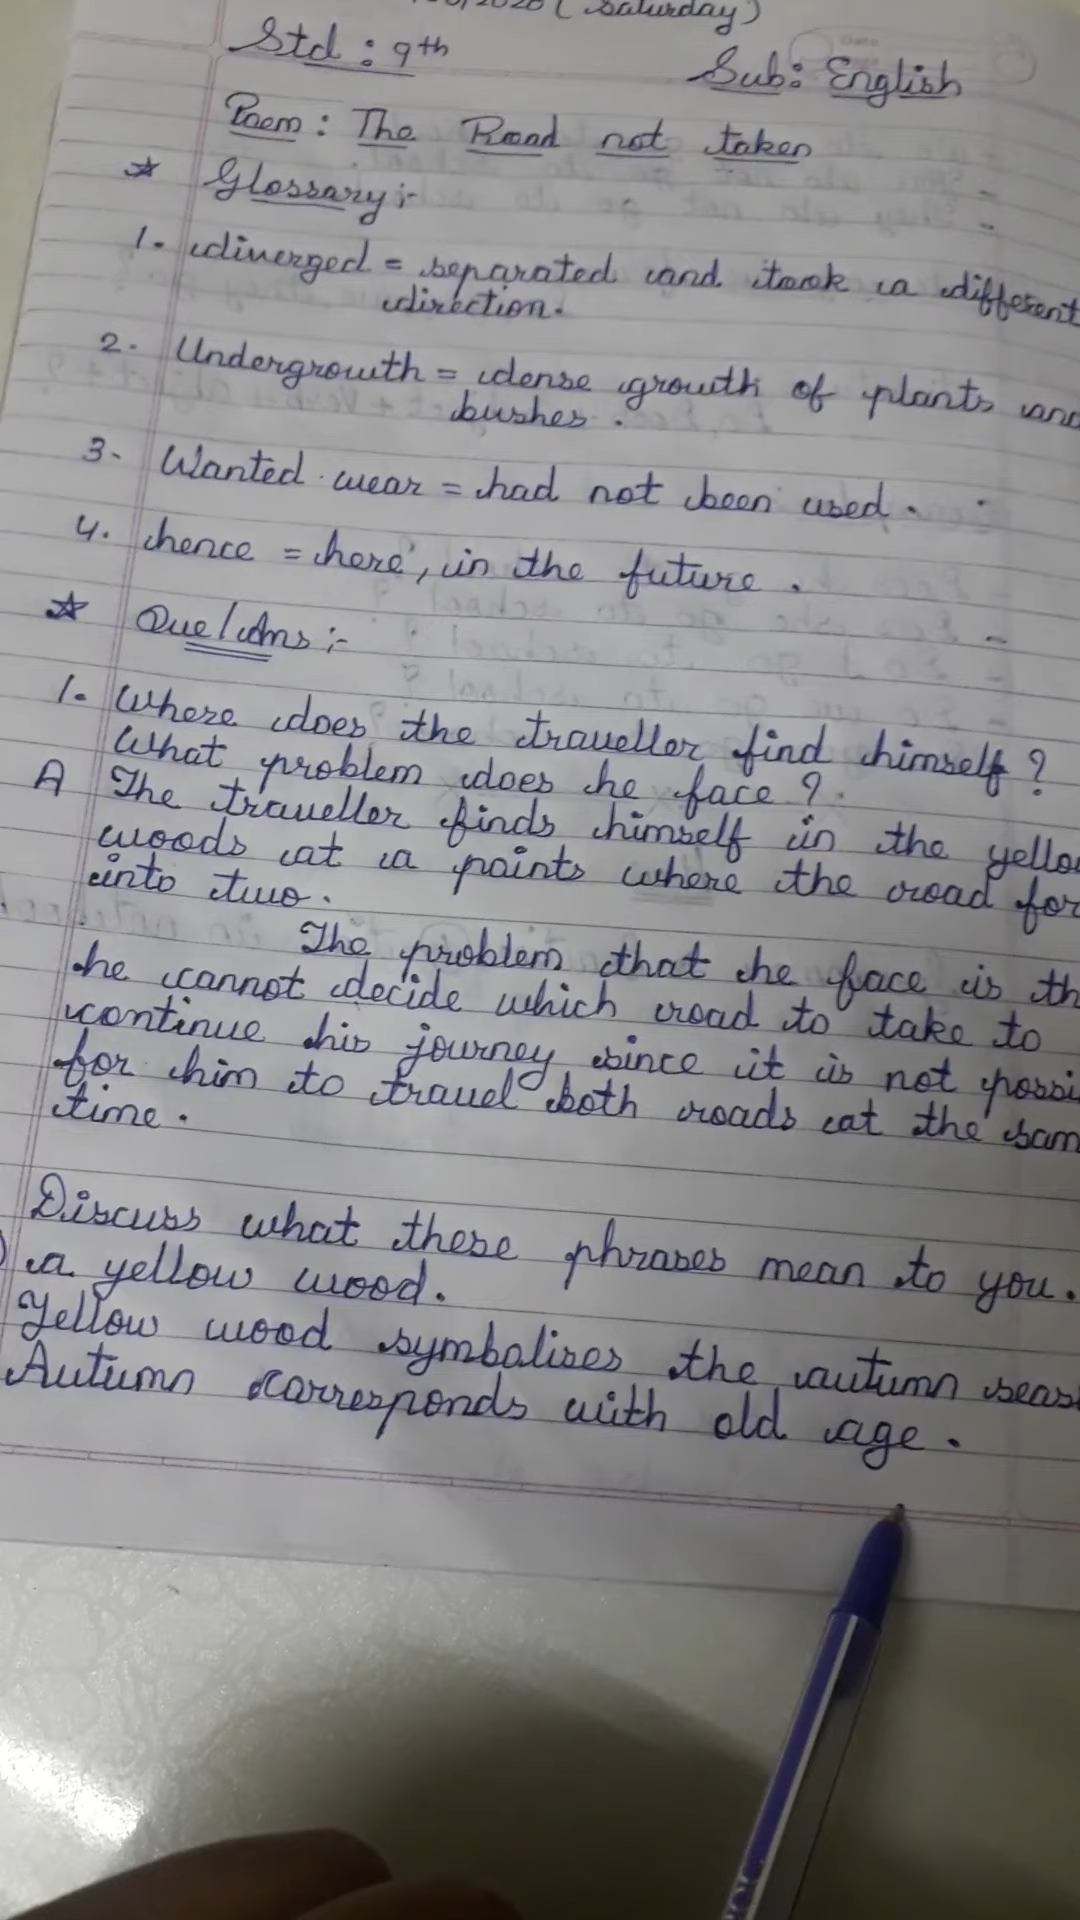 (Saturday)
Std : 9th
Sub: English
Poem : The Road not taken
☆ Glossary :-
1. diverged = separated and took a different
direction.
2. Undergrowth = dense growth of plants and
bushes.
3. Wanted wear = had not been used.
4. hence = here, in the future.
☆ Que/Ans :-
1. Where does the traveller find himself?
What problem does he face?
A The traveller finds himself in the yello
woods at a points where the road for
into two.
The problem that he face is th
he cannot decide which road to take to
continue his journey since it is not possi
for him to travel both roads at the sam
time.
Discuss what these phrases mean to you.
) a yellow wood.
Yellow wood symbolises the autumn seas
Autumn corresponds with old age.